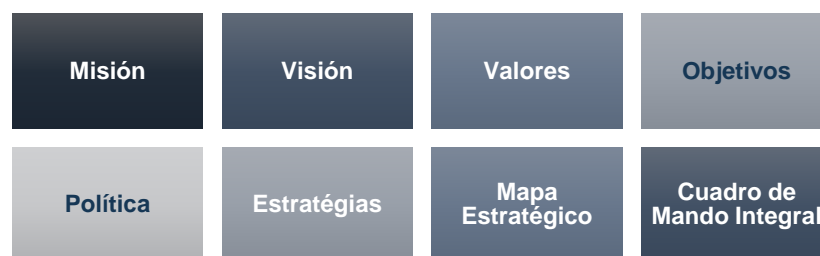 Misión
Visión
Valores
Objetivos
Política
Estratégias
Mapa
Estratégico
Cuadro de
Mando Integral